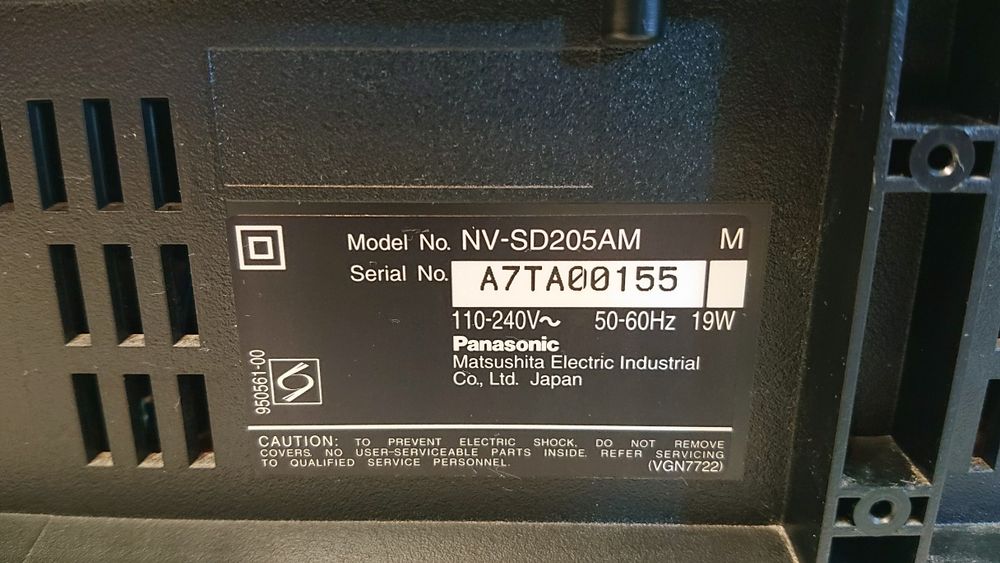 Model No. NV-SD205AM M
Serial No. A7TA00155
110-240V~ 50-60Hz 19W
Panasonic
Matsushita Electric Industrial
Co., Ltd. Japan
950561-00
CAUTION: TO PREVENT ELECTRIC SHOCK, DO NOT REMOVE
COVERS. NO USER-SERVICEABLE PARTS INSIDE. REFER SERVICING
TO QUALIFIED SERVICE PERSONNEL. (VGN7722)